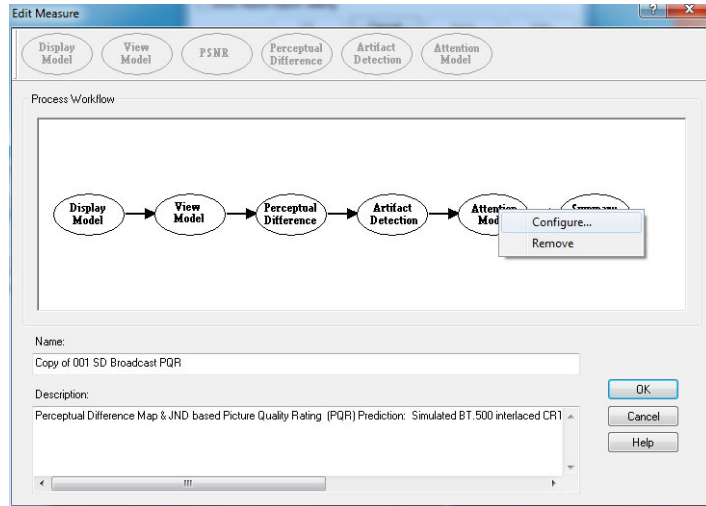 Edit Measure
Display
Model
View
Model
PSNR
Perceptual
Difference
Artifact
Detection
Attention
Model
Process Workflow
Display
Model
View
Model
Perceptual
Difference
Artifact
Detection
Attention
Summary
Configure...
Remove
Name:
Copy of 001 SD Broadcast PQR
Description:
Perceptual Difference Map & JND based Picture Quality Rating (PQR) Prediction: Simulated BT.500 interlaced CRT
OK
Cancel
Help